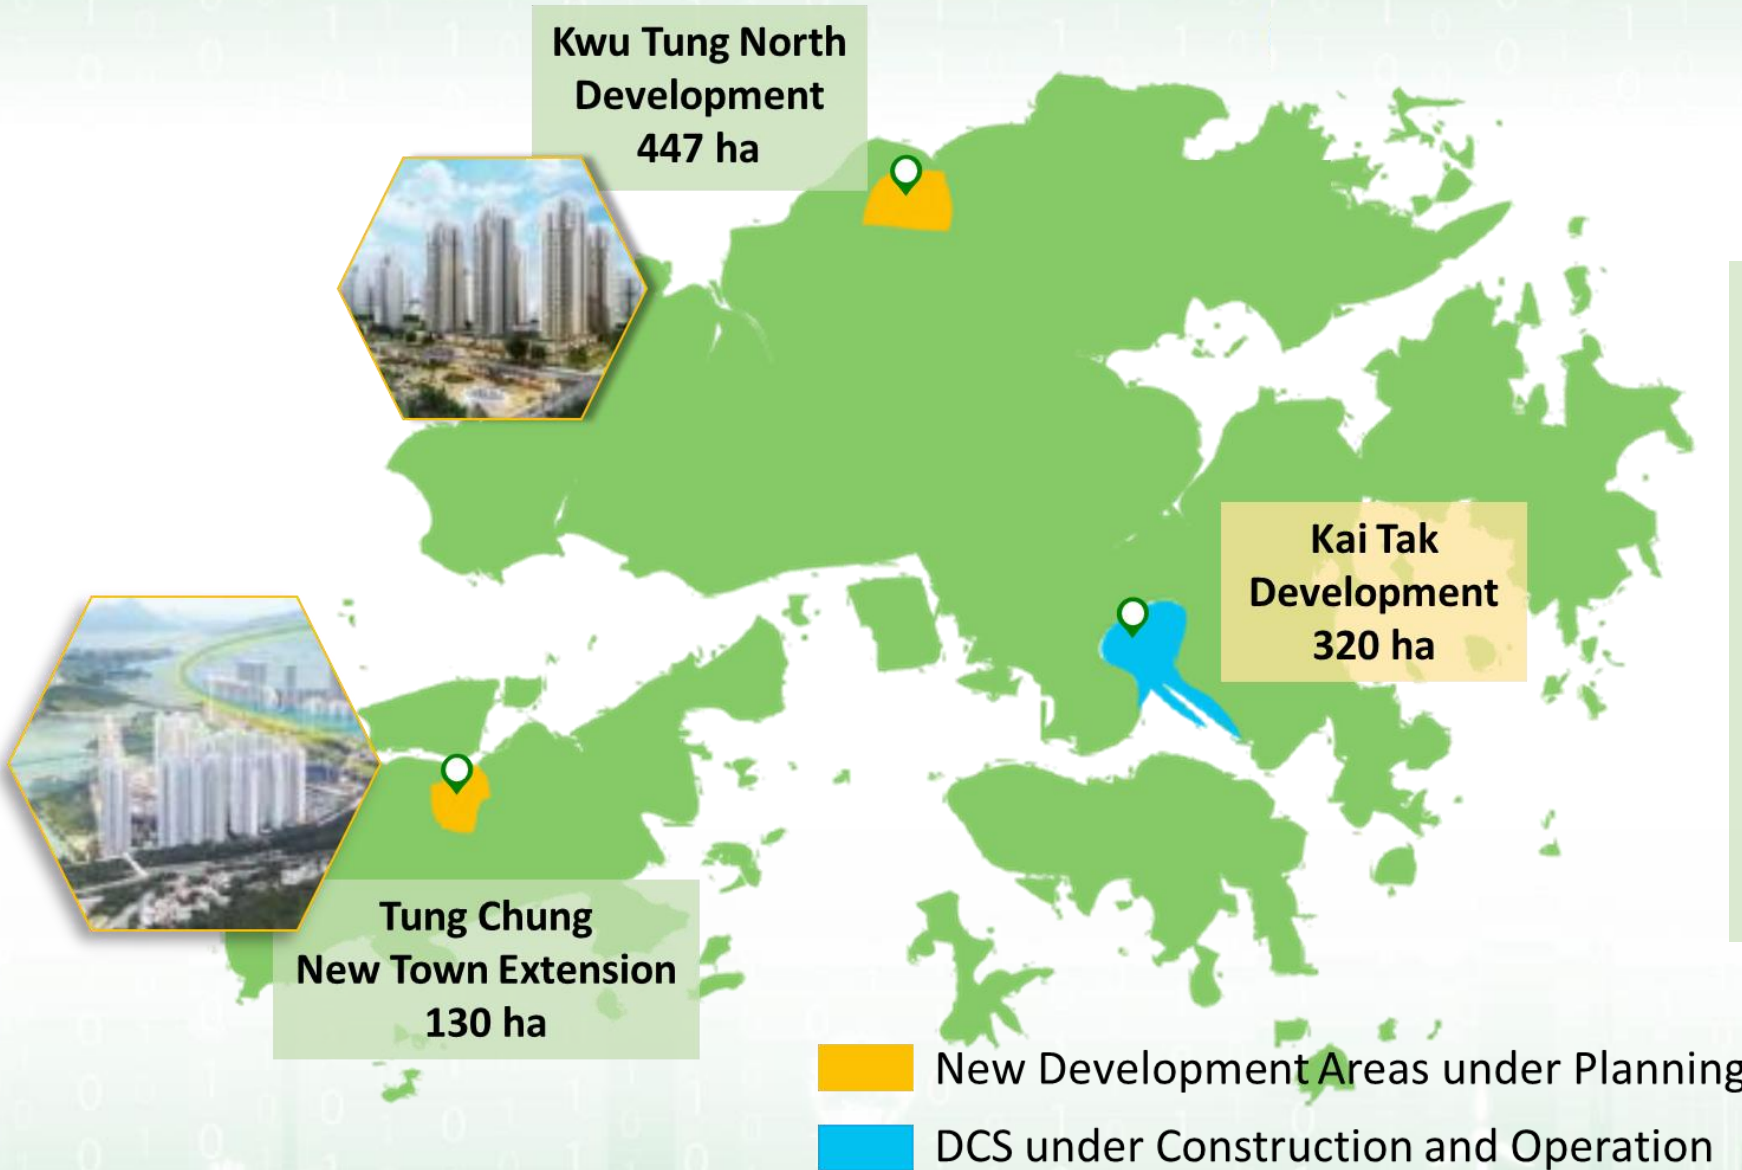 Kwu Tung North
Development
447 ha
Kai Tak
Development
320 ha
Tung Chung
New Town Extension
130 ha
New Development Areas under Planning
DCS under Construction and Operation